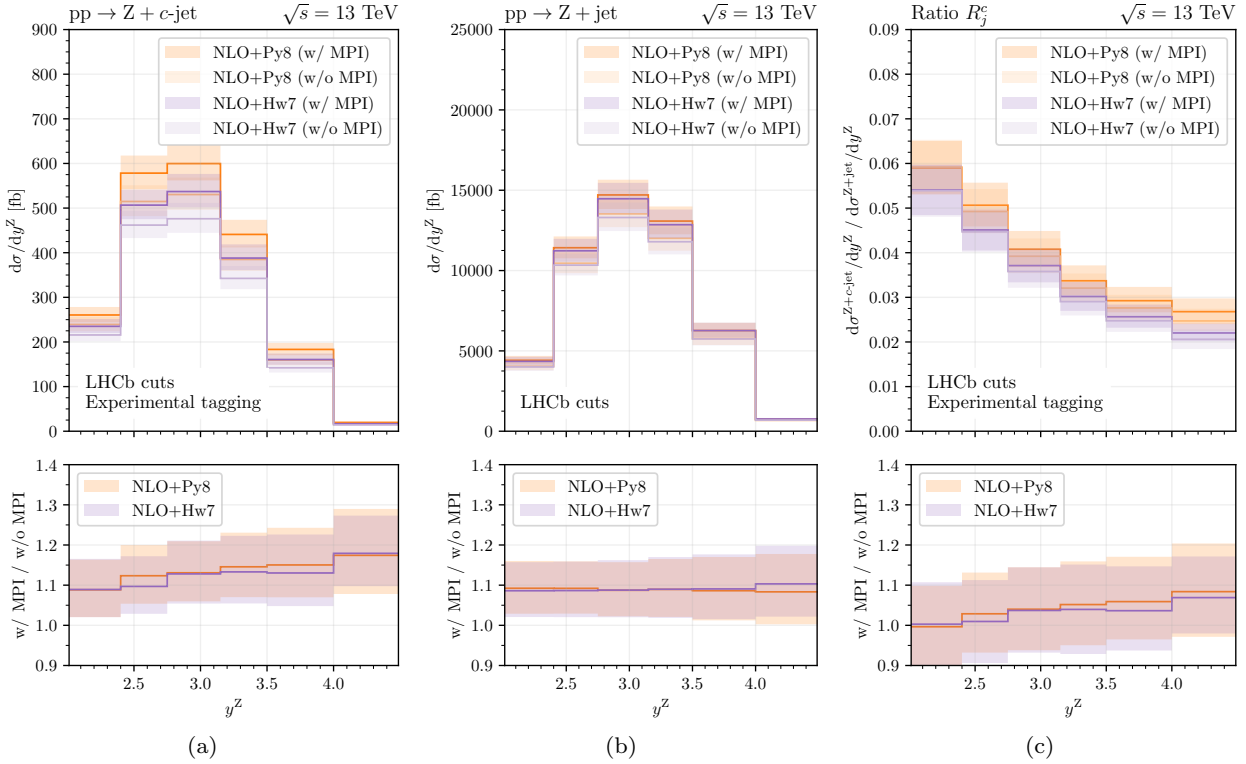 pp → Z + c-jet √s = 13 TeV
900
800
700
600
500
400
300
200
100
0
dσ/dy^Z [fb]
NLO+Py8 (w/ MPI)
NLO+Py8 (w/o MPI)
NLO+Hw7 (w/ MPI)
NLO+Hw7 (w/o MPI)
LHCb cuts
Experimental tagging
1.4
1.3
1.2
1.1
1.0
0.9
w/ MPI / w/o MPI
NLO+Py8
NLO+Hw7
2.5 3.0 3.5 4.0
y^Z
(a)
pp → Z + jet √s = 13 TeV
25000
20000
15000
10000
5000
0
dσ/dy^Z [fb]
NLO+Py8 (w/ MPI)
NLO+Py8 (w/o MPI)
NLO+Hw7 (w/ MPI)
NLO+Hw7 (w/o MPI)
LHCb cuts
1.4
1.3
1.2
1.1
1.0
0.9
w/ MPI / w/o MPI
NLO+Py8
NLO+Hw7
2.5 3.0 3.5 4.0
y^Z
(b)
Ratio R_j^c √s = 13 TeV
0.09
0.08
0.07
0.06
0.05
0.04
0.03
0.02
0.01
0.00
dσ^{Z+c-jet}/dy^Z / dσ^{Z+jet}/dy^Z
NLO+Py8 (w/ MPI)
NLO+Py8 (w/o MPI)
NLO+Hw7 (w/ MPI)
NLO+Hw7 (w/o MPI)
LHCb cuts
Experimental tagging
1.4
1.3
1.2
1.1
1.0
0.9
w/ MPI / w/o MPI
NLO+Py8
NLO+Hw7
2.5 3.0 3.5 4.0
y^Z
(c)